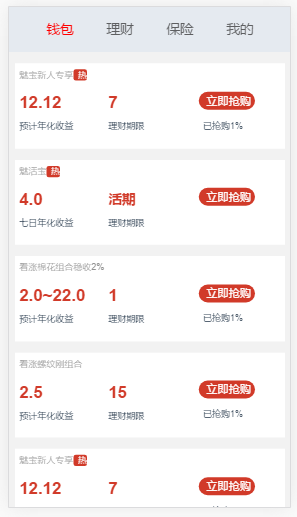 钱包 理财 保险 我的
魅宝新人专享 热
12.12 7 立即抢购
预计年化收益 理财期限 已抢购1%
魅活宝 热
4.0 活期 立即抢购
七日年化收益 理财期限
看涨棉花组合稳收2%
2.0~22.0 1 立即抢购
预计年化收益 理财期限 已抢购1%
看涨螺纹刚组合
2.5 15 立即抢购
预计年化收益 理财期限 已抢购1%
魅宝新人专享 热
12.12 7 立即抢购